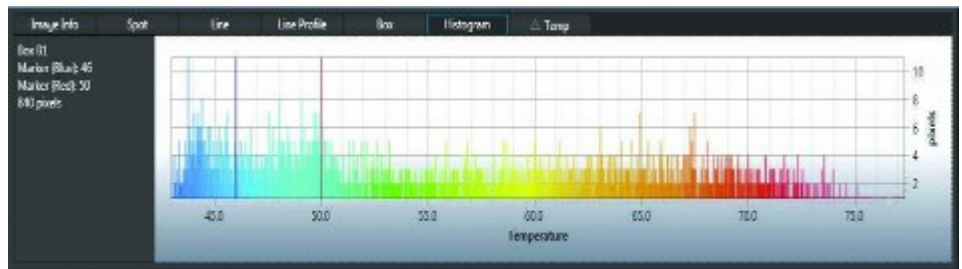 Image Info Spot Line Line Profile Box Histogram △ Temp
Box 01
Marker (Blue): 46
Marker (Red): 50
840 pixels
10
8
6
4
2
pixels
45.0 50.0 55.0 60.0 65.0 70.0 75.0
Temperature